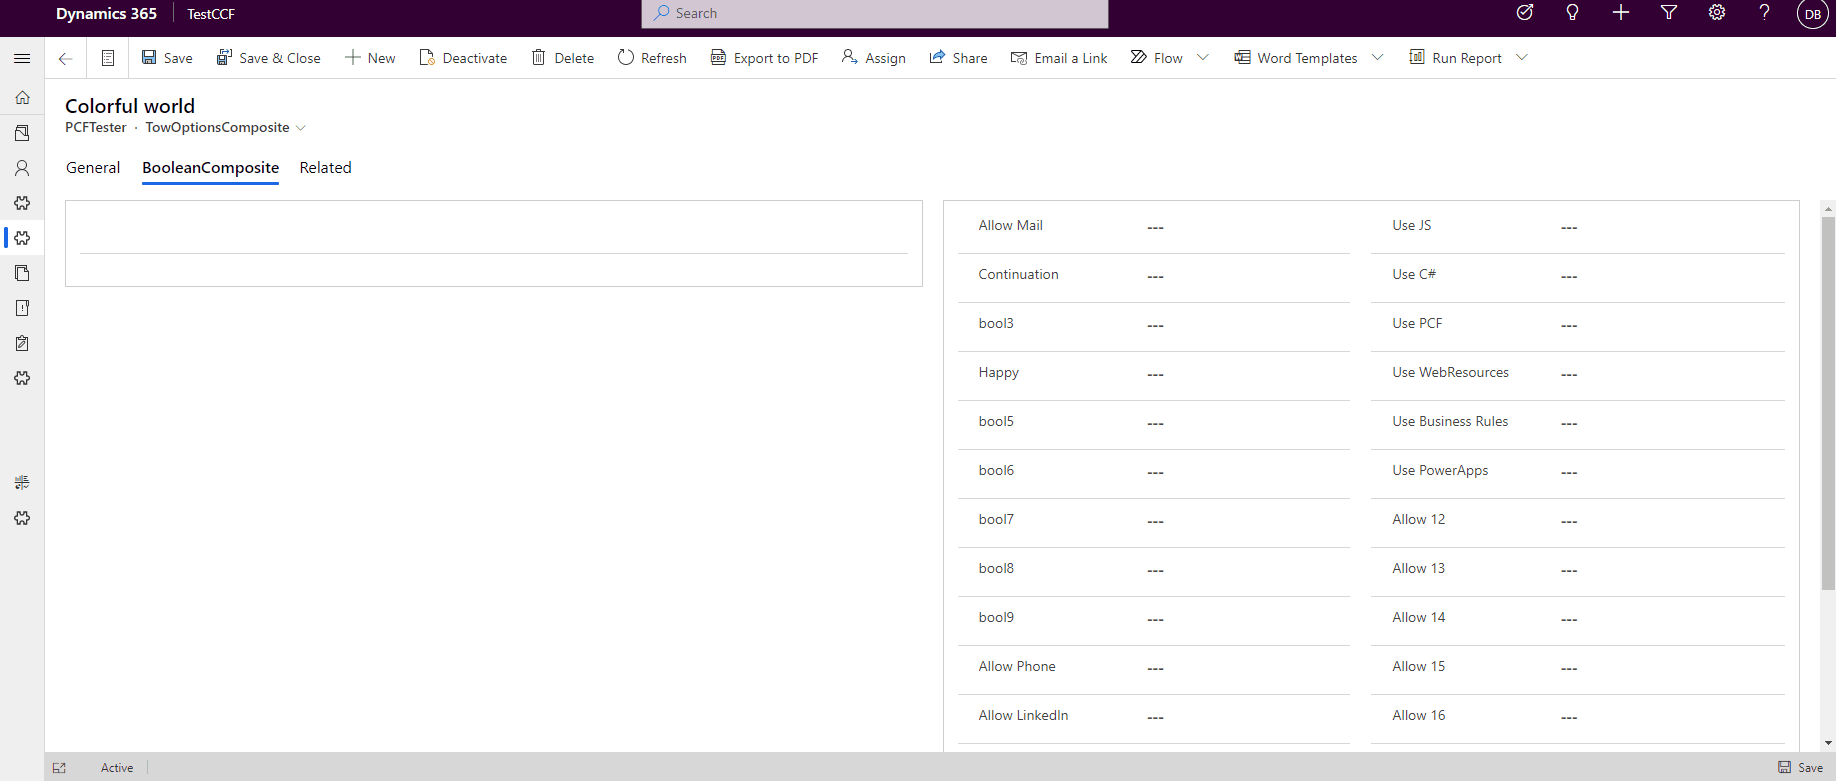 Dynamics 365 TestCCF Search DB
Save Save & Close New Deactivate Delete Refresh Export to PDF Assign Share Email a Link Flow Word Templates Run Report
Colorful world
PCFTester · TowOptionsComposite
General BooleanComposite Related
Allow Mail --- Use JS ---
Continuation --- Use C# ---
bool3 --- Use PCF ---
Happy --- Use WebResources ---
bool5 --- Use Business Rules ---
bool6 --- Use PowerApps ---
bool7 --- Allow 12 ---
bool8 --- Allow 13 ---
bool9 --- Allow 14 ---
Allow Phone --- Allow 15 ---
Allow LinkedIn --- Allow 16 ---
Active Save